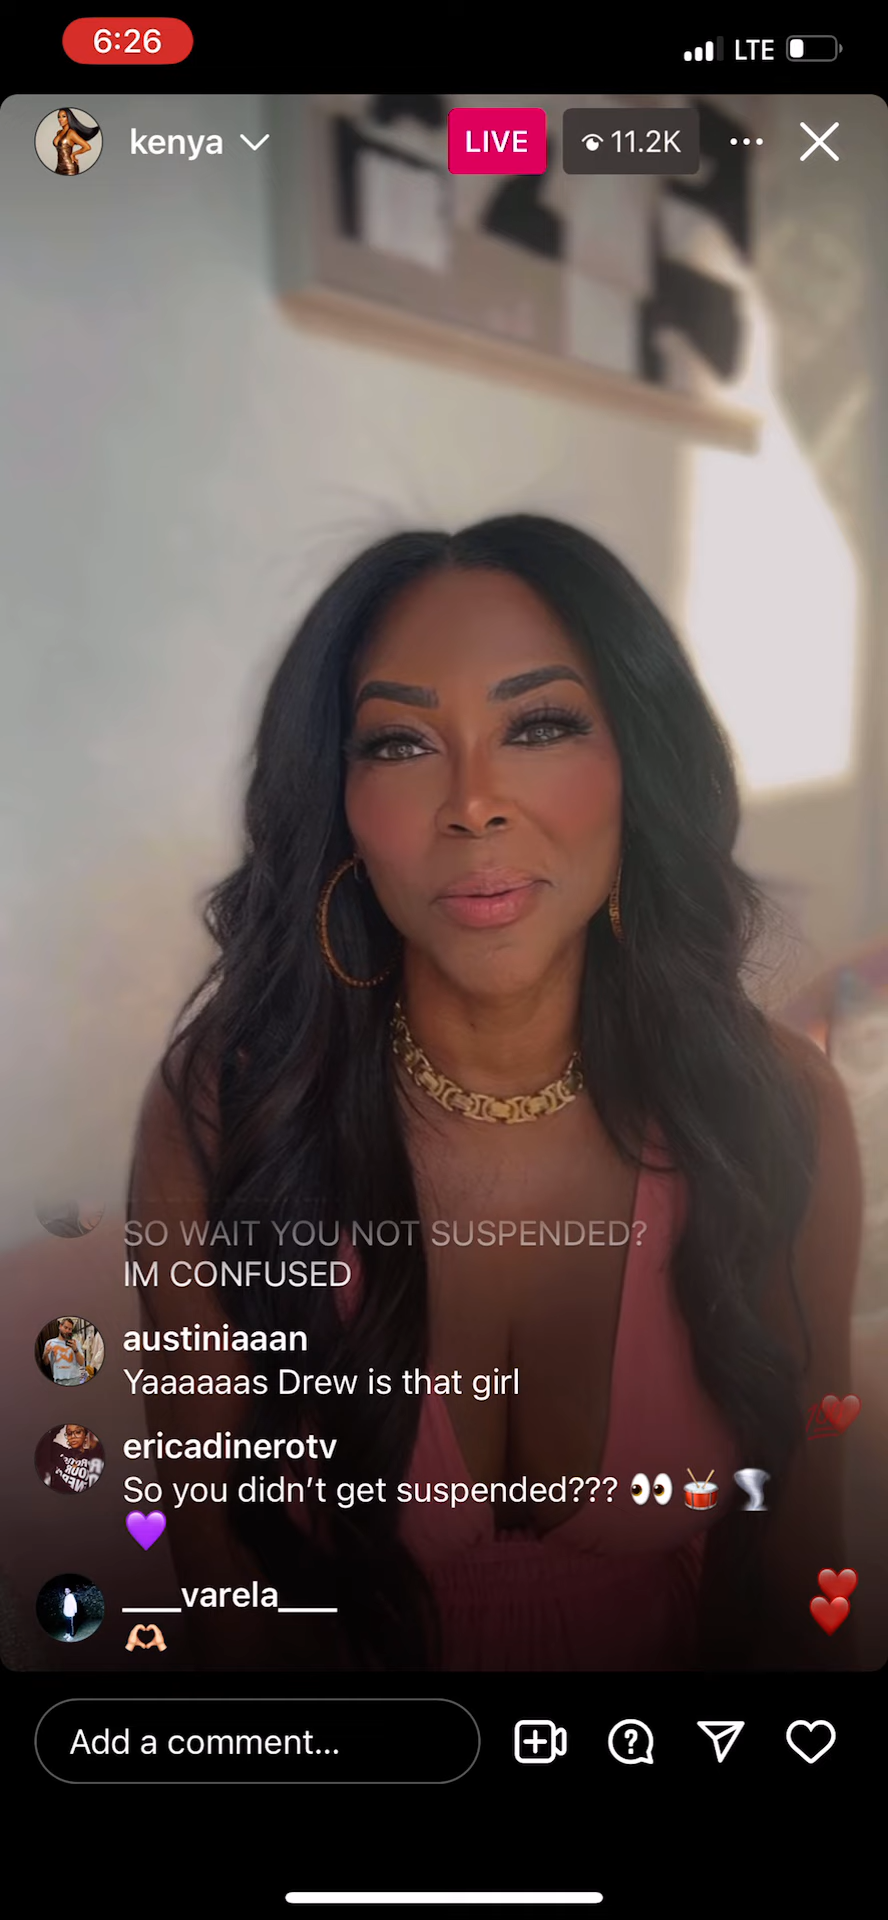 6:26
LTE
kenya
LIVE
11.2K
SO WAIT YOU NOT SUSPENDED?
IM CONFUSED
austiniaaan
Yaaaaaas Drew is that girl
ericadinerotv
So you didn’t get suspended??? 👀🥁🌪️
💜
___varela___
🫶🏻
Add a comment...